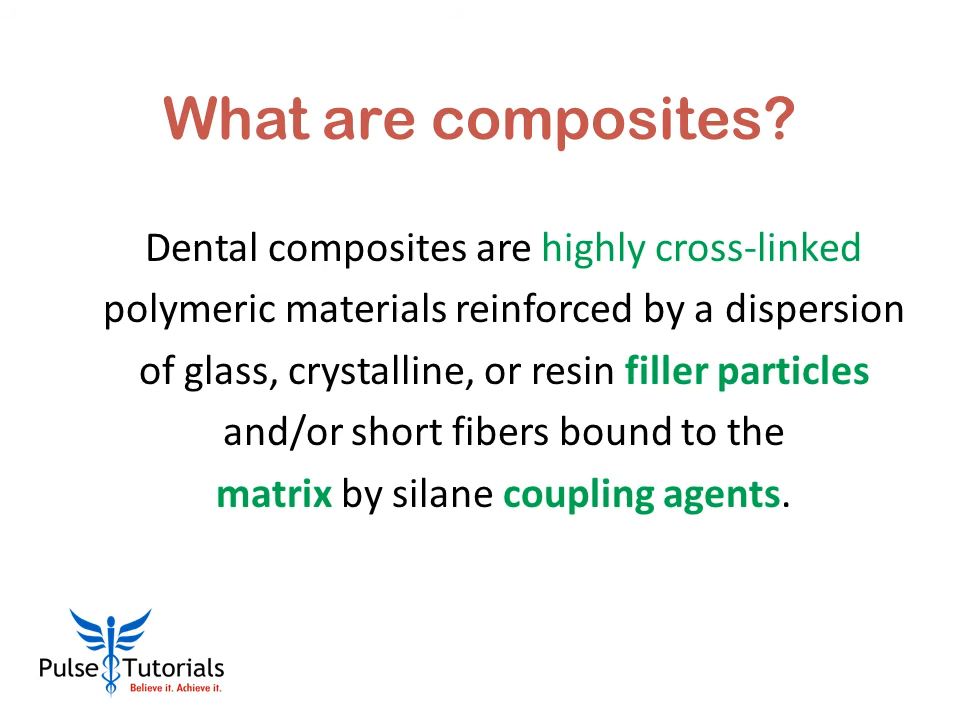 What are composites?
Dental composites are highly cross-linked
polymeric materials reinforced by a dispersion
of glass, crystalline, or resin filler particles
and/or short fibers bound to the
matrix by silane coupling agents.
Pulse Tutorials
Believe it. Achieve it.